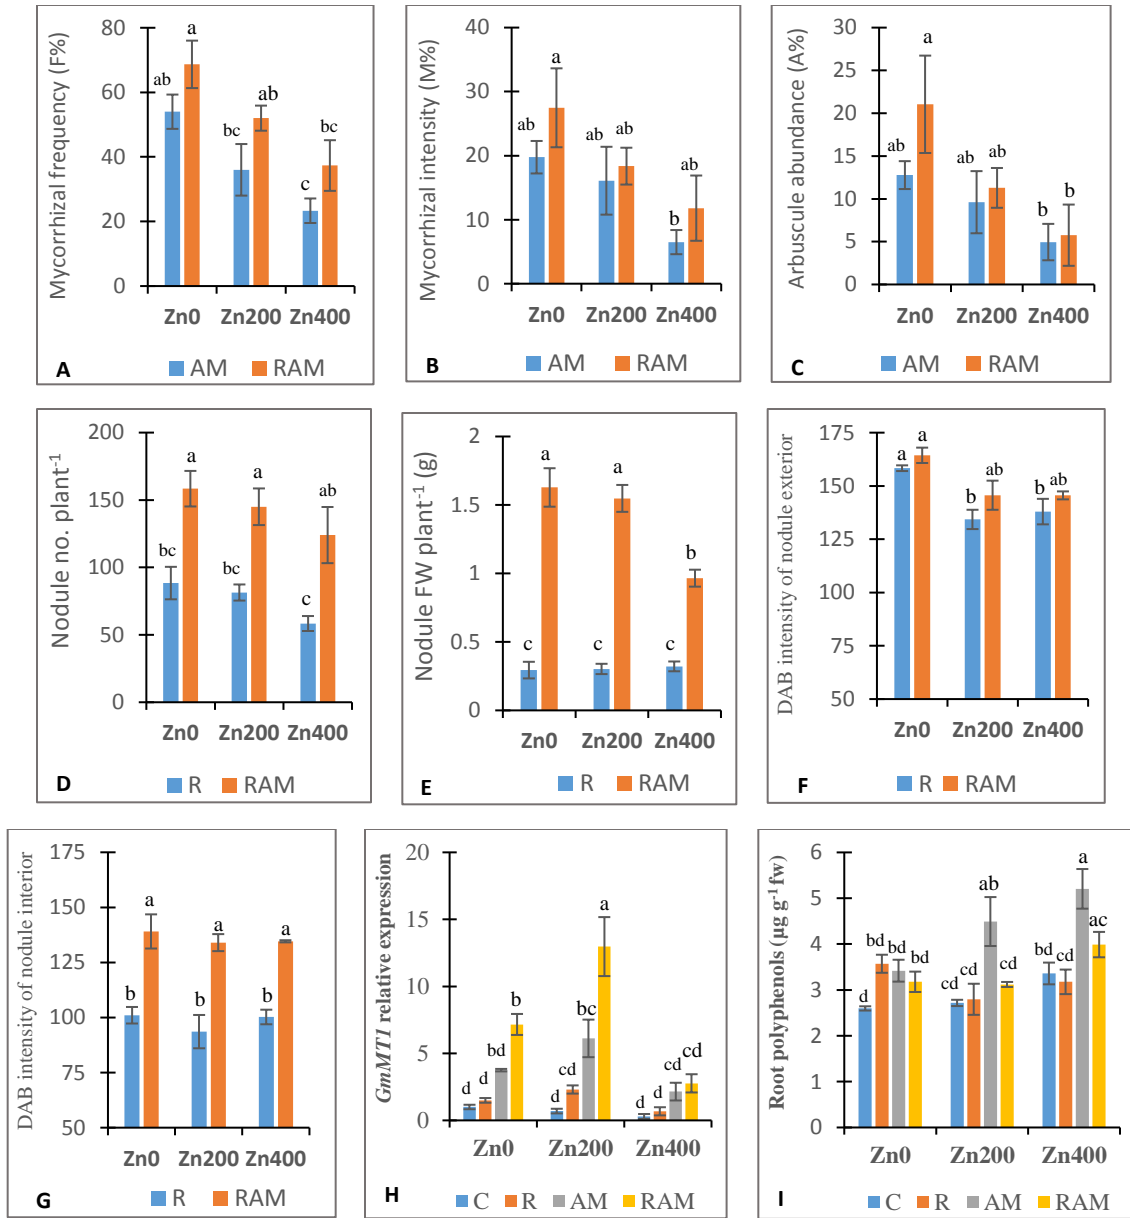 Mycorrhizal frequency (F%)
80
60
40
20
0
ab
a
bc
ab
c
bc
Zn0 Zn200 Zn400
A
AM RAM
Mycorrhizal intensity (M%)
40
30
20
10
0
ab
a
ab
ab
b
ab
Zn0 Zn200 Zn400
B
AM RAM
Arbuscule abundance (A%)
30
25
20
15
10
5
0
ab
a
ab
ab
b
b
Zn0 Zn200 Zn400
C
AM RAM
Nodule no. plant⁻¹
200
150
100
50
0
bc
a
bc
a
c
ab
Zn0 Zn200 Zn400
D
R RAM
Nodule FW plant⁻¹ (g)
2
1.5
1
0.5
0
c
a
c
a
c
b
Zn0 Zn200 Zn400
E
R RAM
DAB intensity of nodule exterior
175
150
125
100
75
50
a
a
b
ab
b
ab
Zn0 Zn200 Zn400
F
R RAM
DAB intensity of nodule interior
175
150
125
100
75
50
b
a
b
a
b
a
Zn0 Zn200 Zn400
G
R RAM
GmMT1 relative expression
20
15
10
5
0
d
d
bd
b
d
cd
bc
a
d
d
cd
cd
Zn0 Zn200 Zn400
H
C R AM RAM
Root polyphenols (µg g⁻¹ fw)
6
5
4
3
2
1
0
d
bd
bd
bd
cd
cd
ab
cd
bd
cd
a
ac
Zn0 Zn200 Zn400
I
C R AM RAM